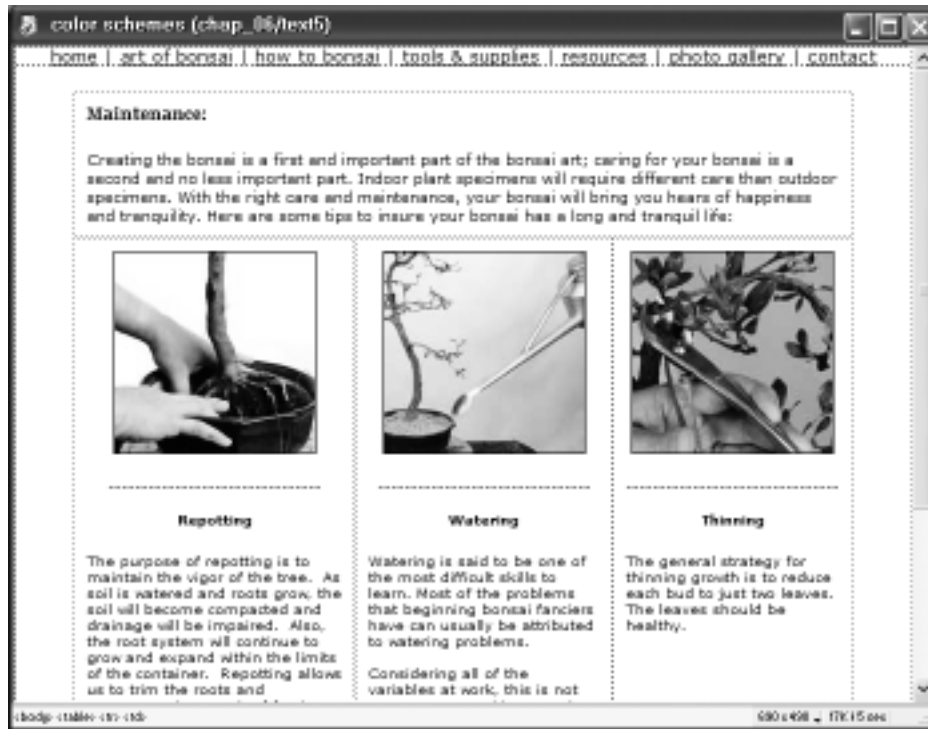 color schemes (chap_06/text5)
home | art of bonsai | how to bonsai | tools & supplies | resources | photo gallery | contact
Maintenance:
Creating the bonsai is a first and important part of the bonsai art; caring for your bonsai is a
second and no less important part. Indoor plant specimens will require different care than outdoor
specimens. With the right care and maintenance, your bonsai will bring you hears of happiness
and tranquility. Here are some tips to insure your bonsai has a long and tranquil life:
Repotting
The purpose of repotting is to
maintain the vigor of the tree. As
soil is watered and roots grow, the
soil will become compacted and
drainage will be impaired. Also,
the root system will continue to
grow and expand within the limits
of the container. Repotting allows
us to trim the roots and
Watering
Watering is said to be one of
the most difficult skills to
learn. Most of the problems
that beginning bonsai fanciers
have can usually be attributed
to watering problems.
Considering all of the
variables at work, this is not
Thinning
The general strategy for
thinning growth is to reduce
each bud to just two leaves.
The leaves should be
healthy.
<body> <table> <tr> <td>
17K / 5 sec